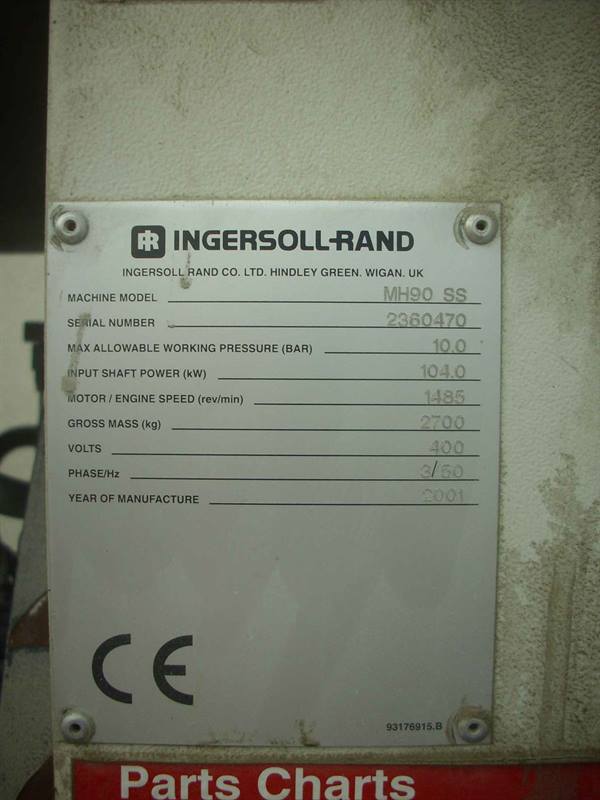 IR INGERSOLL-RAND
INGERSOLL RAND CO. LTD. HINDLEY GREEN. WIGAN. UK
MACHINE MODEL MH90 SS
SERIAL NUMBER 2360470
MAX ALLOWABLE WORKING PRESSURE (BAR) 10.0
INPUT SHAFT POWER (kW) 104.0
MOTOR / ENGINE SPEED (rev/min) 1485
GROSS MASS (kg) 2700
VOLTS 400
PHASE/Hz 3/50
YEAR OF MANUFACTURE 2001
CE
93176915.B
Parts Charts